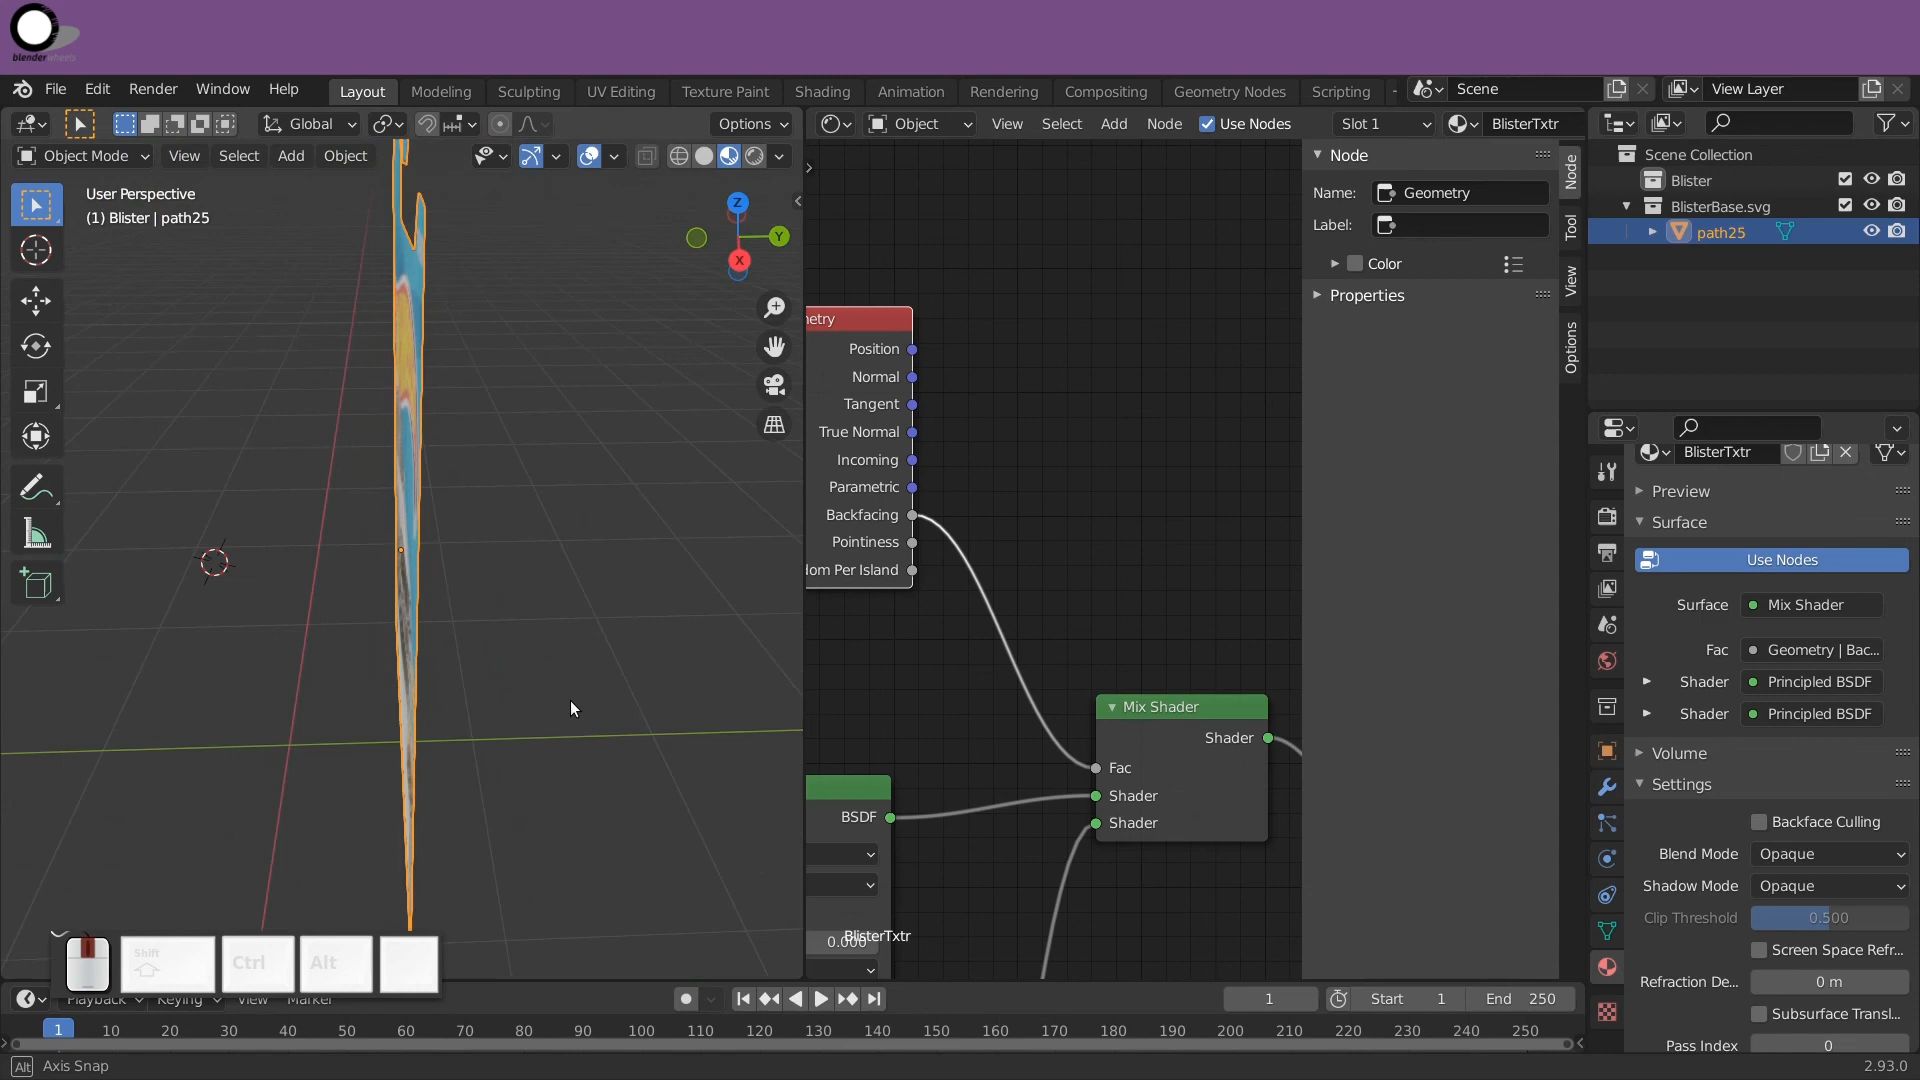 blenderwheels
File Edit Render Window Help
Layout Modeling Sculpting UV Editing Texture Paint Shading Animation Rendering Compositing Geometry Nodes Scripting
Scene
View Layer
Global
Options
Object
View Select Add Node Use Nodes
Slot 1
BlisterTxtr
Object Mode View Select Add Object
User Perspective
(1) Blister | path25
Z
Y
X
Node
Name: Geometry
Label:
Color
Properties
Node
Tool
View
Options
Scene Collection
Blister
BlisterBase.svg
path25
etry
Position
Normal
Tangent
True Normal
Incoming
Parametric
Backfacing
Pointiness
dom Per Island
Mix Shader
Shader
Fac
Shader
Shader
BSDF
0.000
BlisterTxtr
BlisterTxtr
Preview
Surface
Use Nodes
Surface Mix Shader
Fac Geometry | Bac...
Shader Principled BSDF
Shader Principled BSDF
Volume
Settings
Backface Culling
Blend Mode Opaque
Shadow Mode Opaque
Clip Threshold 0.500
Screen Space Refr...
Refraction De... 0 m
Subsurface Transl...
Pass Index 0
Shift
Ctrl
Alt
Playback Keying View Marker
1
Start 1
End 250
1 10 20 30 40 50 60 70 80 90 100 110 120 130 140 150 160 170 180 190 200 210 220 230 240 250
Alt Axis Snap
2.93.0